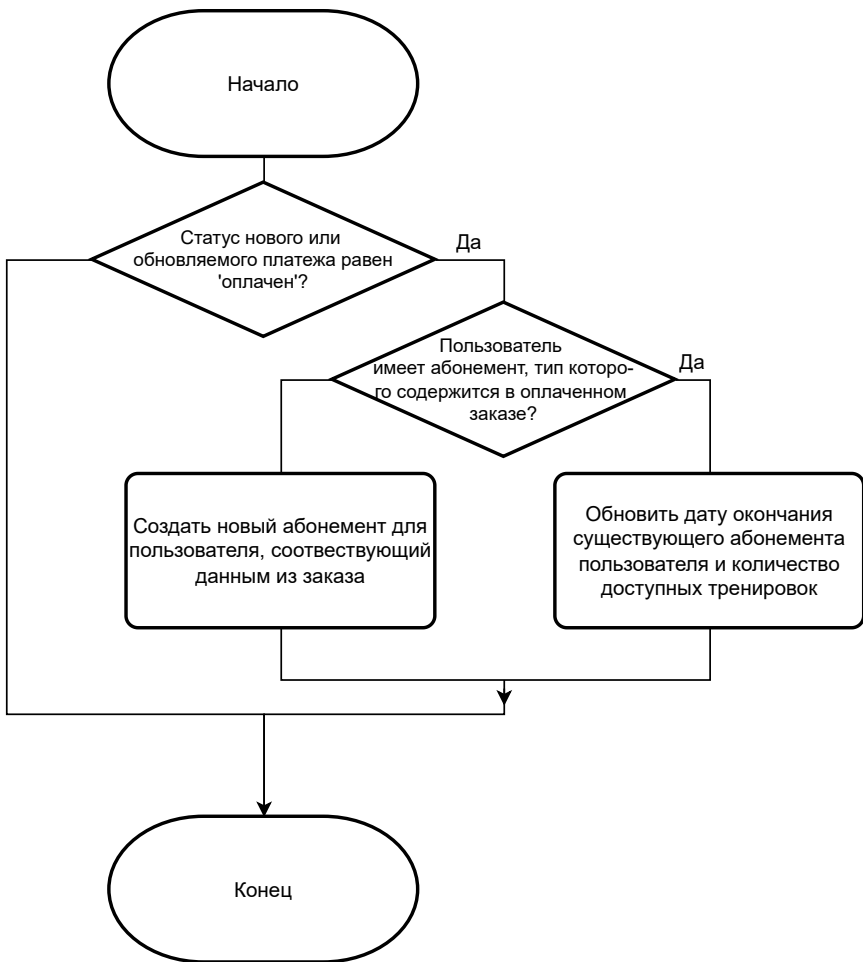 Начало
Статус нового или
обновляемого платежа равен
'оплачен'?
Да
Пользователь
имеет абонемент, тип которо-
го содержится в оплаченном
заказе?
Да
Создать новый абонемент для
пользователя, соотвествующий
данным из заказа
Обновить дату окончания
существующего абонемента
пользователя и количество
доступных тренировок
Конец